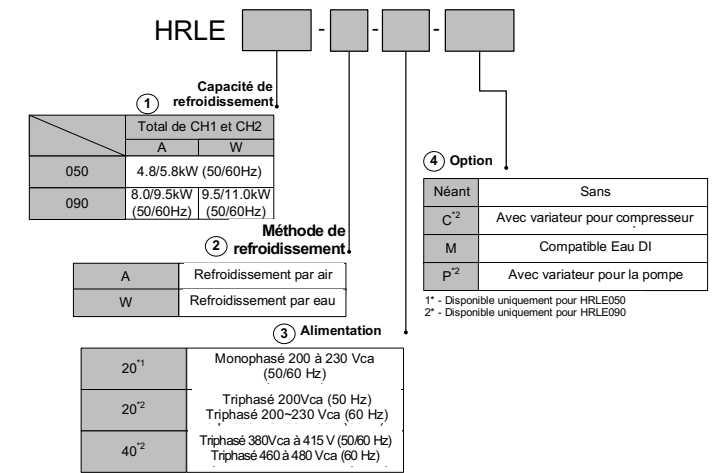 HRLE - - -
Capacité de
① refroidissement
Total de CH1 et CH2
A W
050 4.8/5.8kW (50/60Hz)
090 8.0/9.5kW 9.5/11.0kW
(50/60Hz) (50/60Hz)
Méthode de
② refroidissement
A Refroidissement par air
W Refroidissement par eau
③ Alimentation
20*1 Monophasé 200 à 230 Vca
(50/60 Hz)
20*2 Triphasé 200Vca (50 Hz)
Triphasé 200~230 Vca (60 Hz)
40*2 Triphasé 380Vca à 415 V (50/60 Hz)
Triphasé 460 à 480 Vca (60 Hz)
④ Option
Néant Sans
C*2 Avec variateur pour compresseur
M Compatible Eau DI
P*2 Avec variateur pour la pompe
1* - Disponible uniquement pour HRLE050
2* - Disponible uniquement pour HRLE090